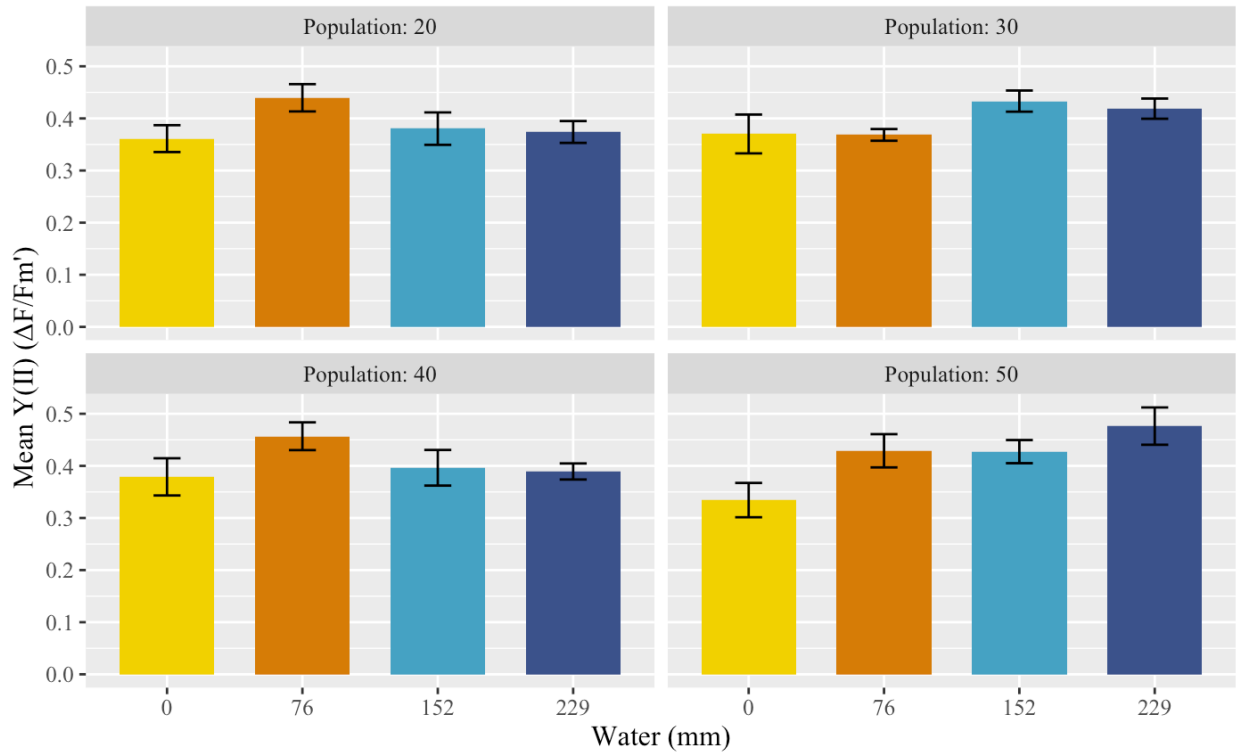 Population: 20
Population: 30
0.5
0.4
0.3
0.2
0.1
0.0
Population: 40
Population: 50
0.5
0.4
0.3
0.2
0.1
0.0
Mean Y(II) (ΔF/Fm')
0 76 152 229
0 76 152 229
Water (mm)